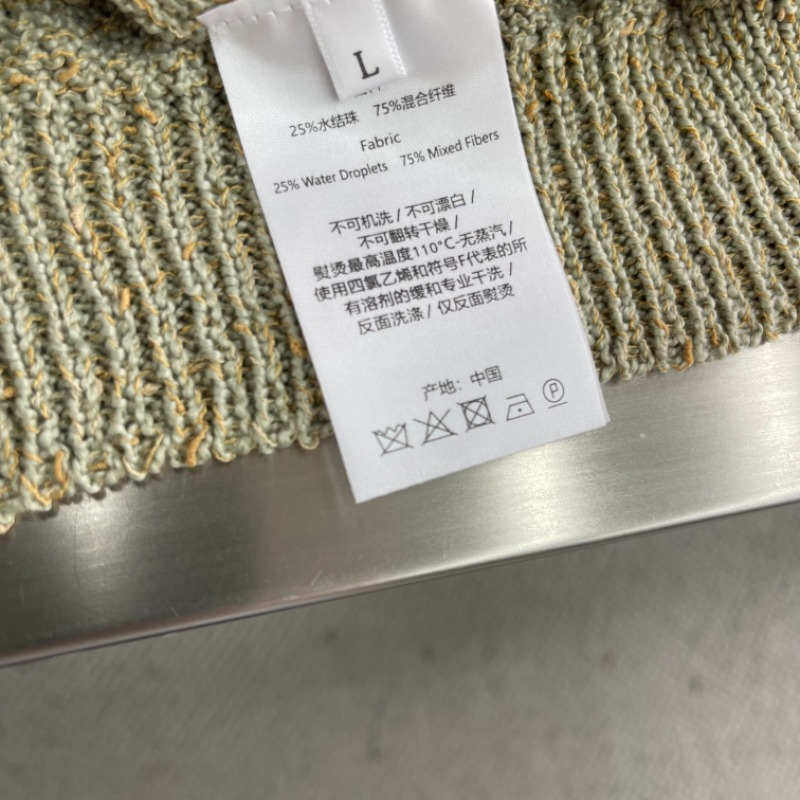 L
25%水结珠 75%混合纤维
Fabric
25% Water Droplets 75% Mixed Fibers
不可机洗 / 不可漂白 /
不可翻转干燥 /
熨烫最高温度110°C-无蒸汽 /
使用四氯乙烯和符号F代表的所
有溶剂的缓和专业干洗 /
反面洗涤 / 仅反面熨烫
产地：中国
P